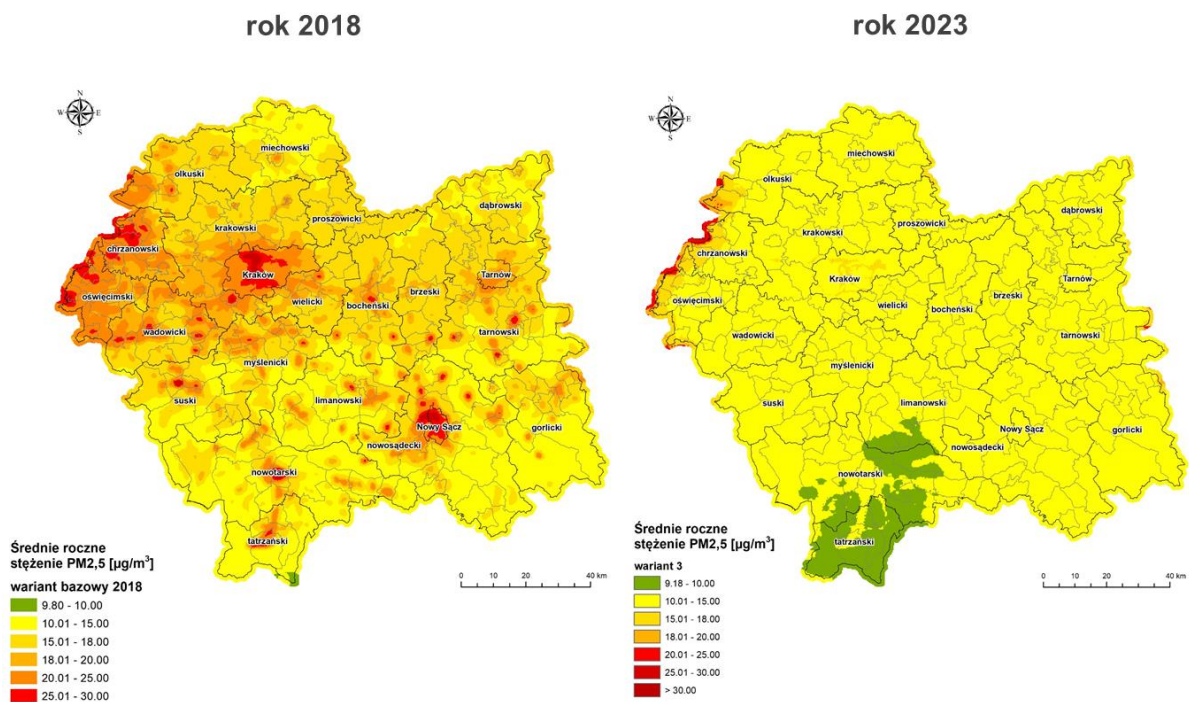 rok 2018
rok 2023
N
W E
S
miechowski
olkuski
dąbrowski
proszowicki
krakowski
chrzanowski
Kraków
Tarnów
oświęcimski
wielicki
bocheński
brzeski
wadowicki
tarnowski
myślenicki
suski
limanowski
Nowy Sącz
gorlicki
nowosądecki
nowotarski
tatrzański
Średnie roczne
stężenie PM2,5 [µg/m³]
wariant bazowy 2018
9.80 - 10.00
10.01 - 15.00
15.01 - 18.00
18.01 - 20.00
20.01 - 25.00
25.01 - 30.00
0 10 20 40 km
N
W E
S
miechowski
olkuski
dąbrowski
proszowicki
krakowski
chrzanowski
Kraków
Tarnów
oświęcimski
wielicki
bocheński
brzeski
wadowicki
tarnowski
myślenicki
suski
limanowski
Nowy Sącz
gorlicki
nowosądecki
nowotarski
tatrzański
Średnie roczne
stężenie PM2,5 [µg/m³]
wariant 3
9.18 - 10.00
10.01 - 15.00
15.01 - 18.00
18.01 - 20.00
20.01 - 25.00
25.01 - 30.00
> 30.00
0 10 20 40 km